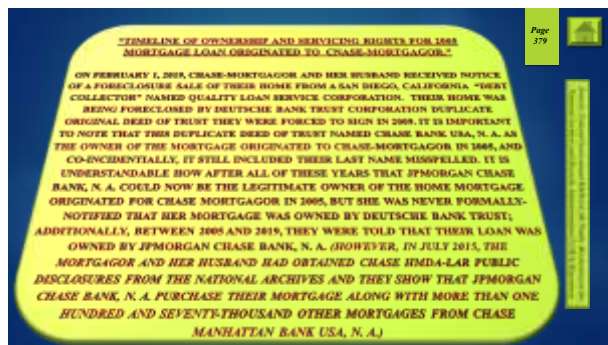 "TIMELINE OF OWNERSHIP AND SERVICING RIGHTS FOR 2005
MORTGAGE LOAN ORIGINATED TO CHASE-MORTGAGOR."
ON FEBRUARY 1, 2019, CHASE-MORTGAGOR AND HER HUSBAND RECEIVED NOTICE
OF A FORECLOSURE SALE OF THEIR HOME FROM A SAN DIEGO, CALIFORNIA "DEBT
COLLECTOR" NAMED QUALITY LOAN SERVICE CORPORATION. THEIR HOME WAS
BEING FORECLOSED BY DEUTSCHE BANK TRUST CORPORATION DUPLICATE
ORIGINAL DEED OF TRUST THEY WERE FORCED TO SIGN IN 2009. IT IS IMPORTANT
TO NOTE THAT THIS DUPLICATE DEED OF TRUST NAMED CHASE BANK USA, N. A. AS
THE OWNER OF THE MORTGAGE ORIGINATED TO CHASE-MORTGAGOR IN 2005, AND
CO-INCIDENTIALLY, IT STILL INCLUDED THEIR LAST NAME MISSPELLED. IT IS
UNDERSTANDABLE HOW AFTER ALL OF THESE YEARS THAT JPMORGAN CHASE
BANK, N. A. COULD NOW BE THE LEGITIMATE OWNER OF THE HOME MORTGAGE
ORIGINATED FOR CHASE MORTGAGOR IN 2005, BUT SHE WAS NEVER FORMALLY-
NOTIFIED THAT HER MORTGAGE WAS OWNED BY DEUTSCHE BANK TRUST;
ADDITIONALLY, BETWEEN 2005 AND 2019, THEY WERE TOLD THAT THEIR LOAN WAS
OWNED BY JPMORGAN CHASE BANK, N. A. (HOWEVER, IN JULY 2015, THE
MORTGAGOR AND HER HUSBAND HAD OBTAINED CHASE HMDA-LAR PUBLIC
DISCLOSURES FROM THE NATIONAL ARCHIVES AND THEY SHOW THAT JPMORGAN
CHASE BANK, N. A. PURCHASE THEIR MORTGAGE ALONG WITH MORE THAN ONE
HUNDRED AND SEVENTY-THOUSAND OTHER MORTGAGES FROM CHASE
MANHATTAN BANK USA, N. A.)
Page
379